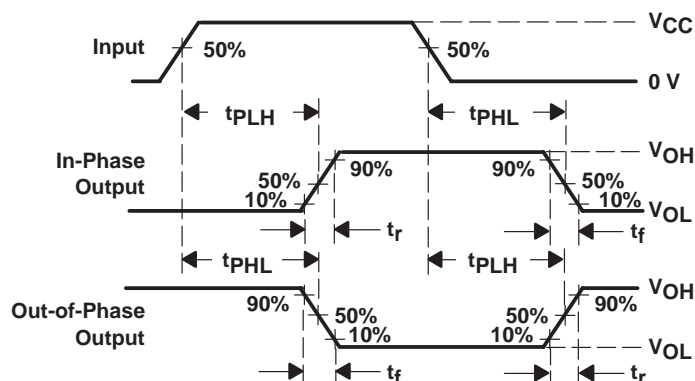 VCC
Input
50%
50%
0 V
tPLH
tPHL
VOH
In-Phase
Output
90%
90%
50%
50%
10%
10%
VOL
tr
tf
tPHL
tPLH
VOH
Out-of-Phase
Output
90%
90%
50%
50%
10%
10%
VOL
tf
tr